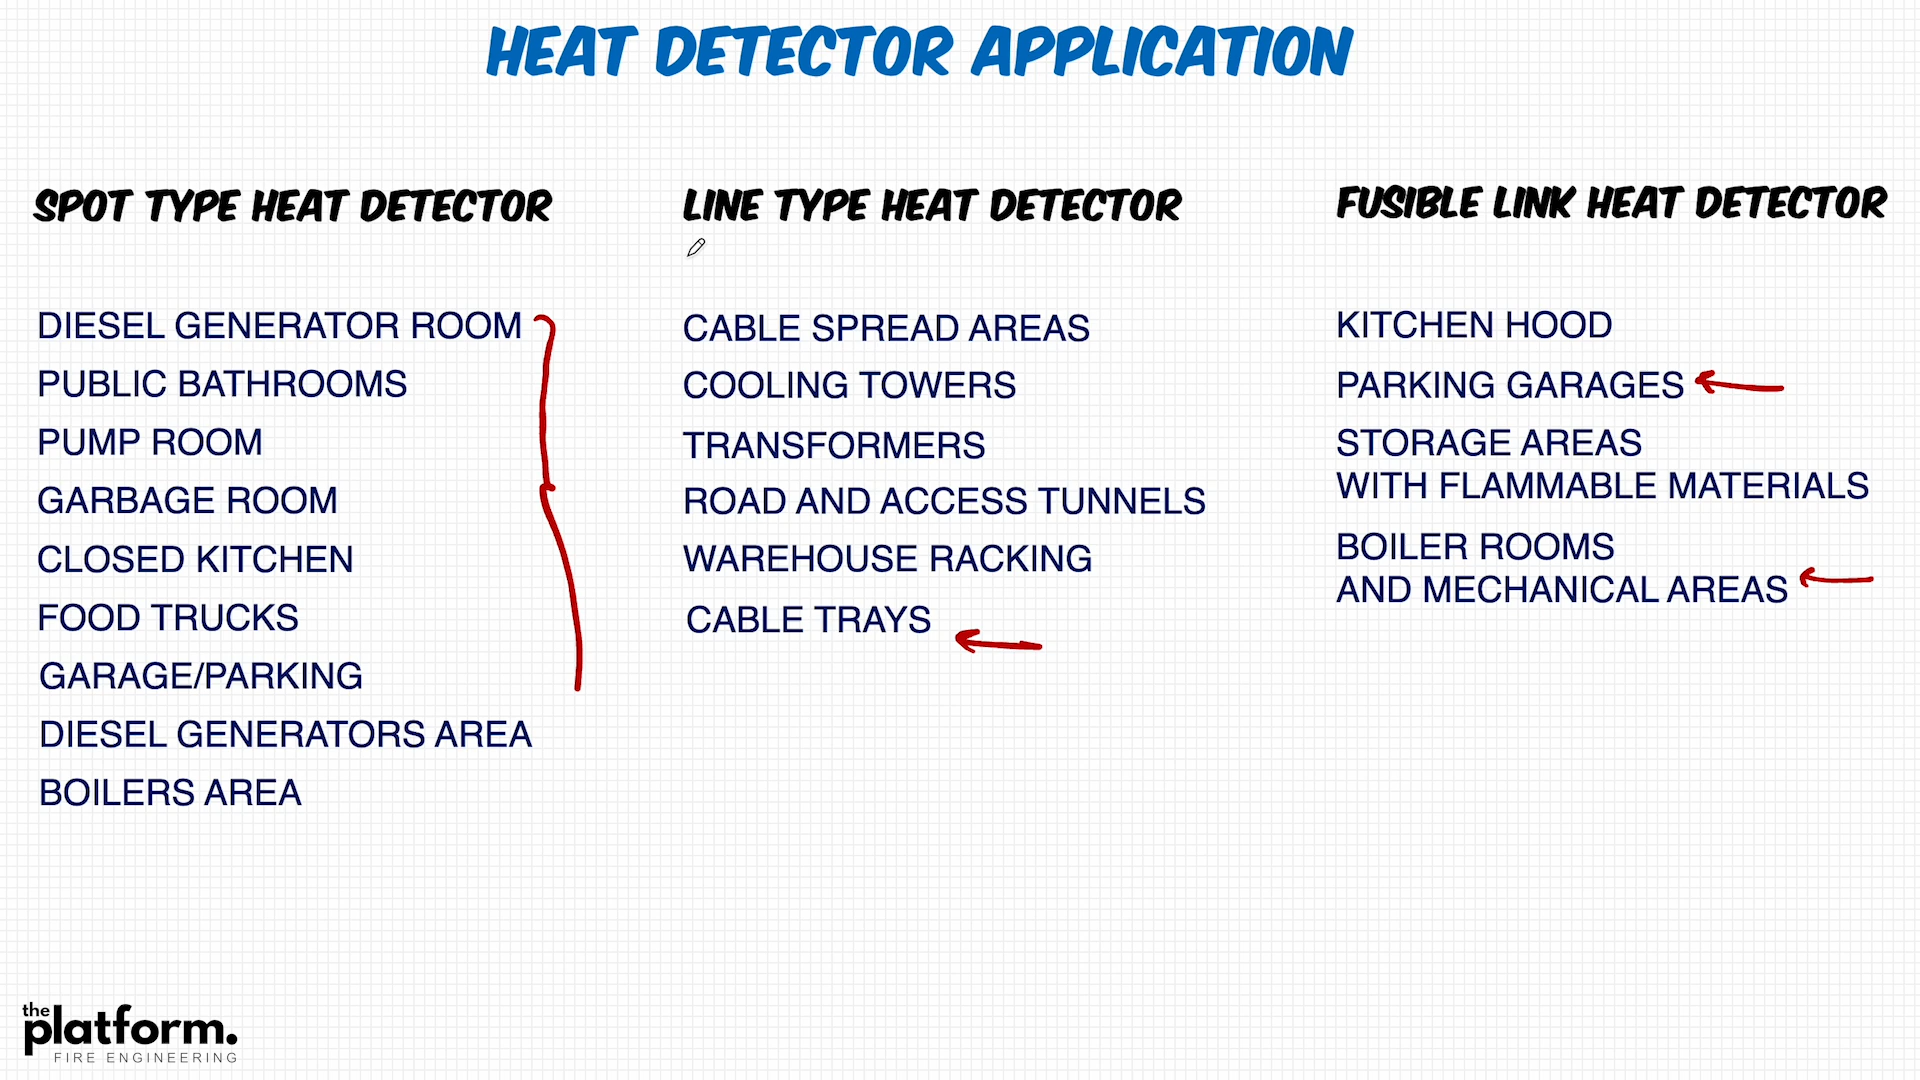 HEAT DETECTOR APPLICATION
SPOT TYPE HEAT DETECTOR
DIESEL GENERATOR ROOM
PUBLIC BATHROOMS
PUMP ROOM
GARBAGE ROOM
CLOSED KITCHEN
FOOD TRUCKS
GARAGE/PARKING
DIESEL GENERATORS AREA
BOILERS AREA
LINE TYPE HEAT DETECTOR
CABLE SPREAD AREAS
COOLING TOWERS
TRANSFORMERS
ROAD AND ACCESS TUNNELS
WAREHOUSE RACKING
CABLE TRAYS
FUSIBLE LINK HEAT DETECTOR
KITCHEN HOOD
PARKING GARAGES
STORAGE AREAS
WITH FLAMMABLE MATERIALS
BOILER ROOMS
AND MECHANICAL AREAS
the
platform.
FIRE ENGINEERING